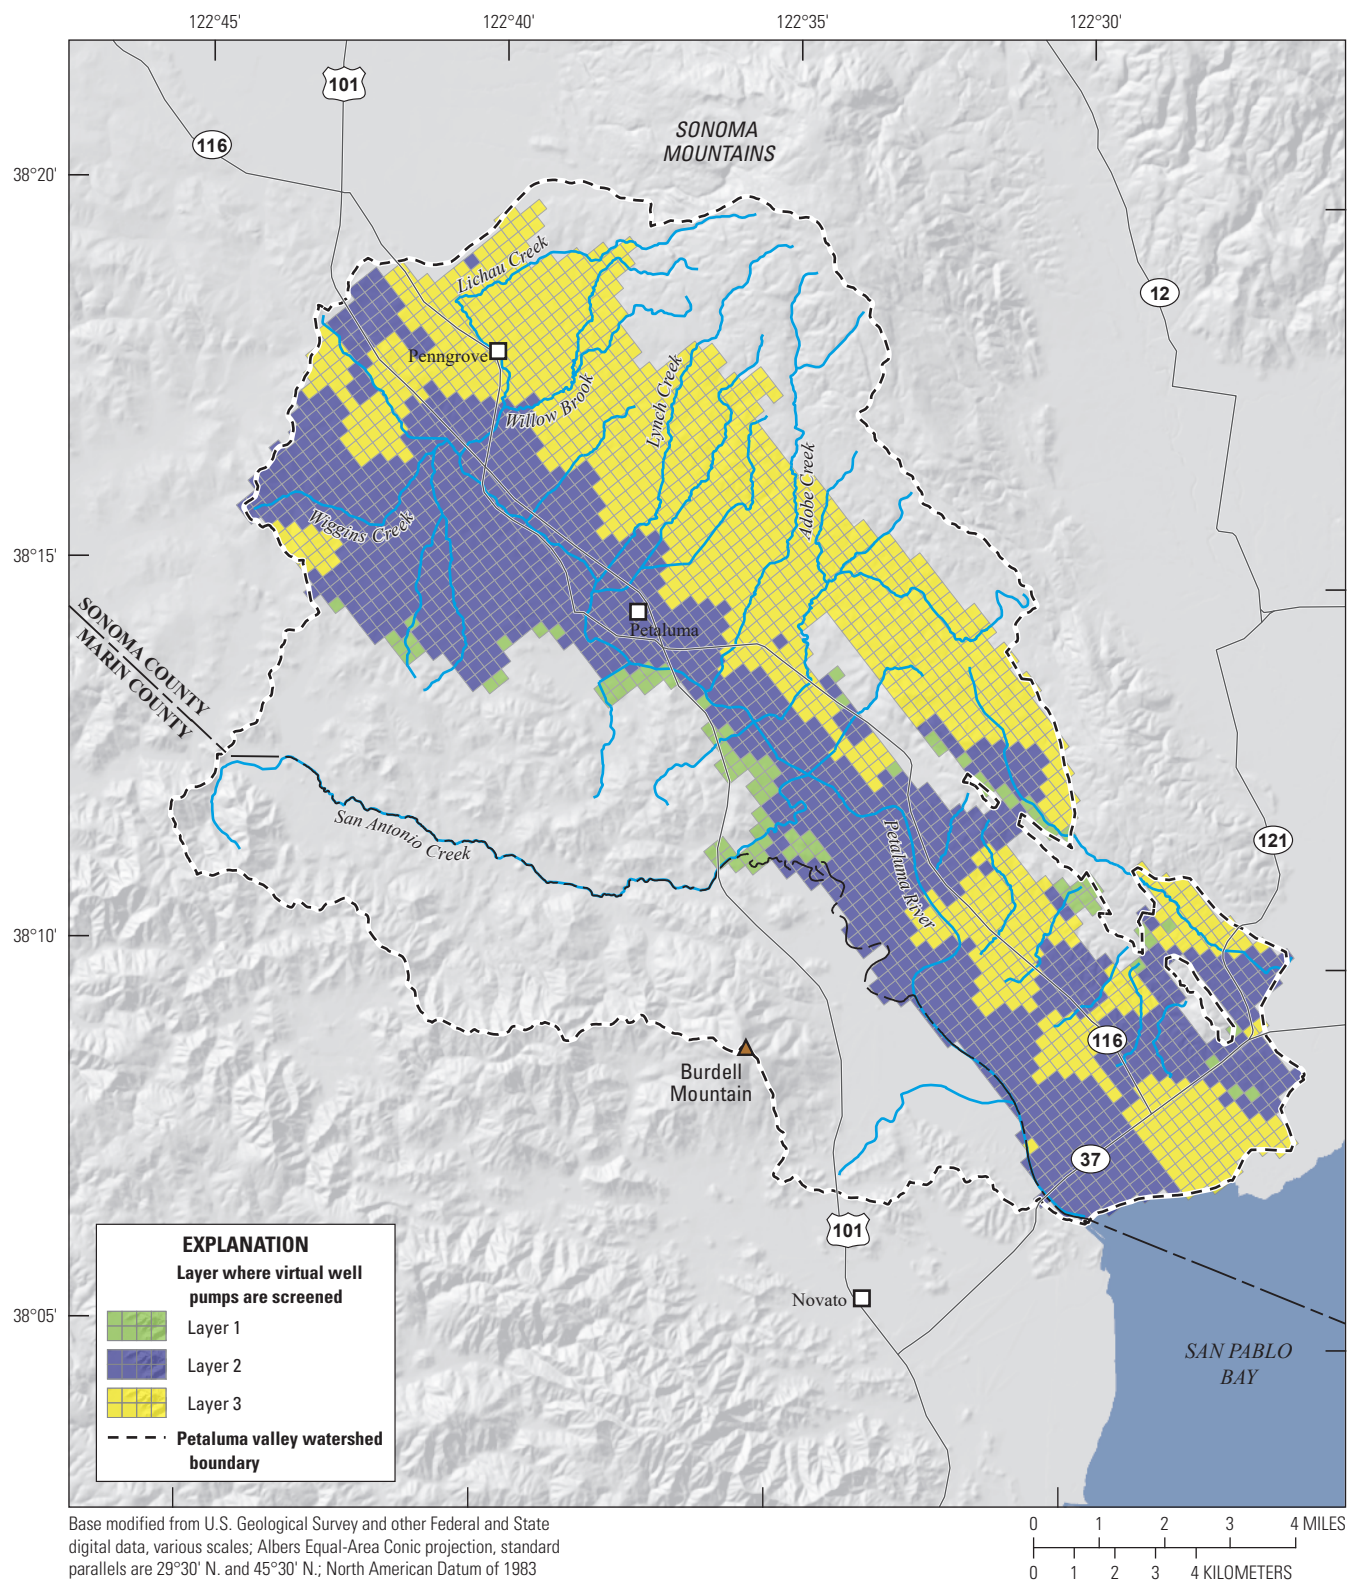 122°45' 122°40' 122°35' 122°30'
101
116
SONOMA
MOUNTAINS
38°20'
Lichau Creek
12
Penngrove
Willow Brook
Lynch Creek
Adobe Creek
Wiggins Creek
38°15'
Petaluma
SONOMA COUNTY
MARIN COUNTY
San Antonio Creek
Petaluma River
121
38°10'
116
Burdell
Mountain
37
101
Novato
38°05'
SAN PABLO
BAY
EXPLANATION
Layer where virtual well
pumps are screened
Layer 1
Layer 2
Layer 3
Petaluma valley watershed
boundary
Base modified from U.S. Geological Survey and other Federal and State
digital data, various scales; Albers Equal-Area Conic projection, standard
parallels are 29°30' N. and 45°30' N.; North American Datum of 1983
0 1 2 3 4 MILES
0 1 2 3 4 KILOMETERS